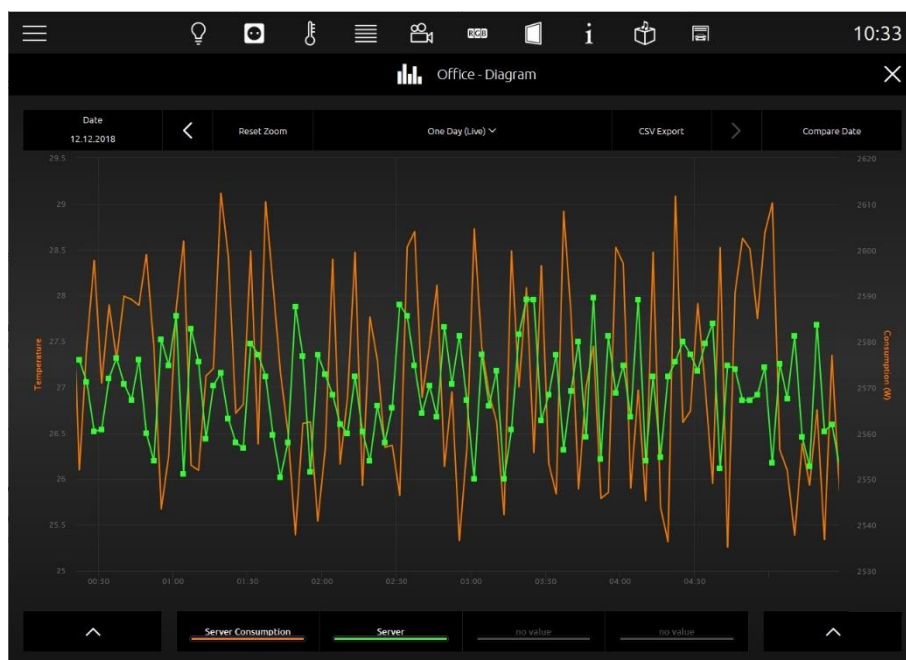 RGB
i
10:33
Office - Diagram
Date
12.12.2018
Reset Zoom
One Day (Live)
CSV Export
Compare Date
29.5
29
28.5
28
27.5
27
26.5
26
25.5
25
Temperature
2620
2610
2600
2590
2580
2570
2560
2550
2540
2530
Consumption (W)
00:30
01:00
01:30
02:00
02:30
03:00
03:30
04:00
04:30
Server Consumption
Server
no value
no value